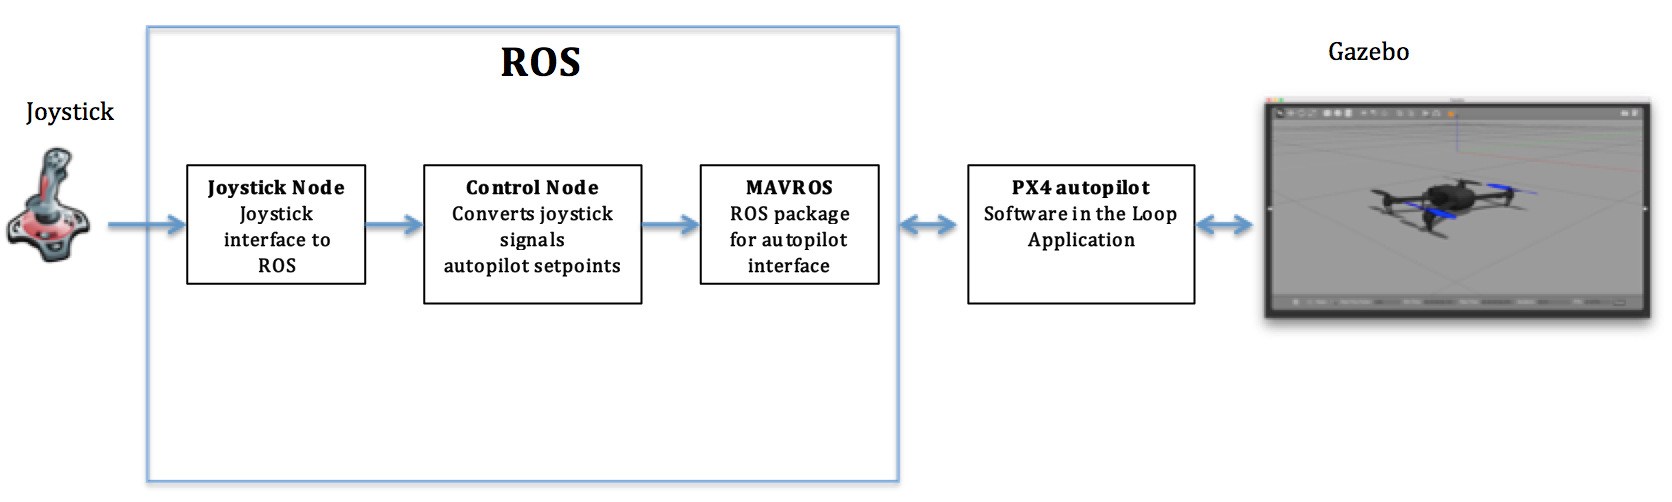 ROS
Gazebo
Joystick
Joystick Node
Joystick
interface to
ROS
Control Node
Converts joystick
signals
autopilot setpoints
MAVROS
ROS package
for autopilot
interface
PX4 autopilot
Software in the Loop
Application